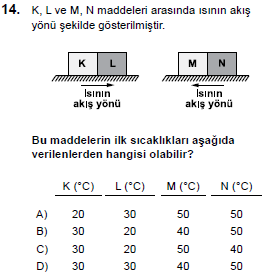 14. K, L ve M, N maddeleri arasında ısının akış
yönü şekilde gösterilmiştir.
K L M N
Isının
akış yönü
Isının
akış yönü
Bu maddelerin ilk sıcaklıkları aşağıda
verilenlerden hangisi olabilir?
K (°C) L (°C) M (°C) N (°C)
A) 20 30 50 50
B) 30 20 40 50
C) 30 20 50 40
D) 30 30 40 50